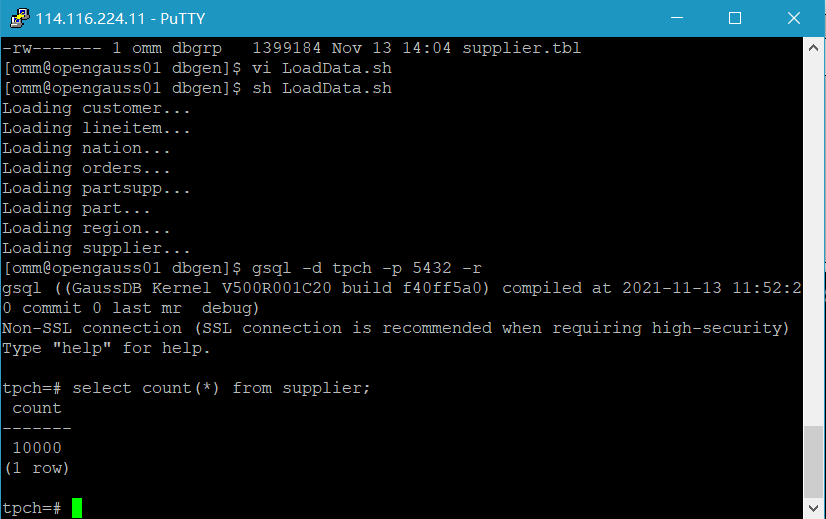 114.116.224.11 - PuTTY
-rw------- 1 omm dbgrp   1399184 Nov 13 14:04 supplier.tbl
[omm@opengauss01 dbgen]$ vi LoadData.sh
[omm@opengauss01 dbgen]$ sh LoadData.sh
Loading customer...
Loading lineitem...
Loading nation...
Loading orders...
Loading partsupp...
Loading part...
Loading region...
Loading supplier...
[omm@opengauss01 dbgen]$ gsql -d tpch -p 5432 -r
gsql ((GaussDB Kernel V500R001C20 build f40ff5a0) compiled at 2021-11-13 11:52:2
0 commit 0 last mr  debug)
Non-SSL connection (SSL connection is recommended when requiring high-security)
Type "help" for help.
tpch=# select count(*) from supplier;
 count
-------
 10000
(1 row)
tpch=#